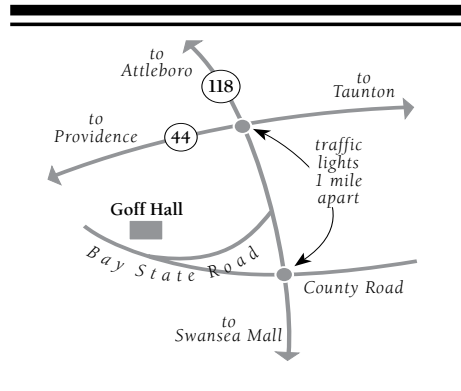 to
Attleboro
118
to
Taunton
to
Providence
44
traffic
lights
1 mile
apart
Goff Hall
Bay State Road
County Road
to
Swansea Mall